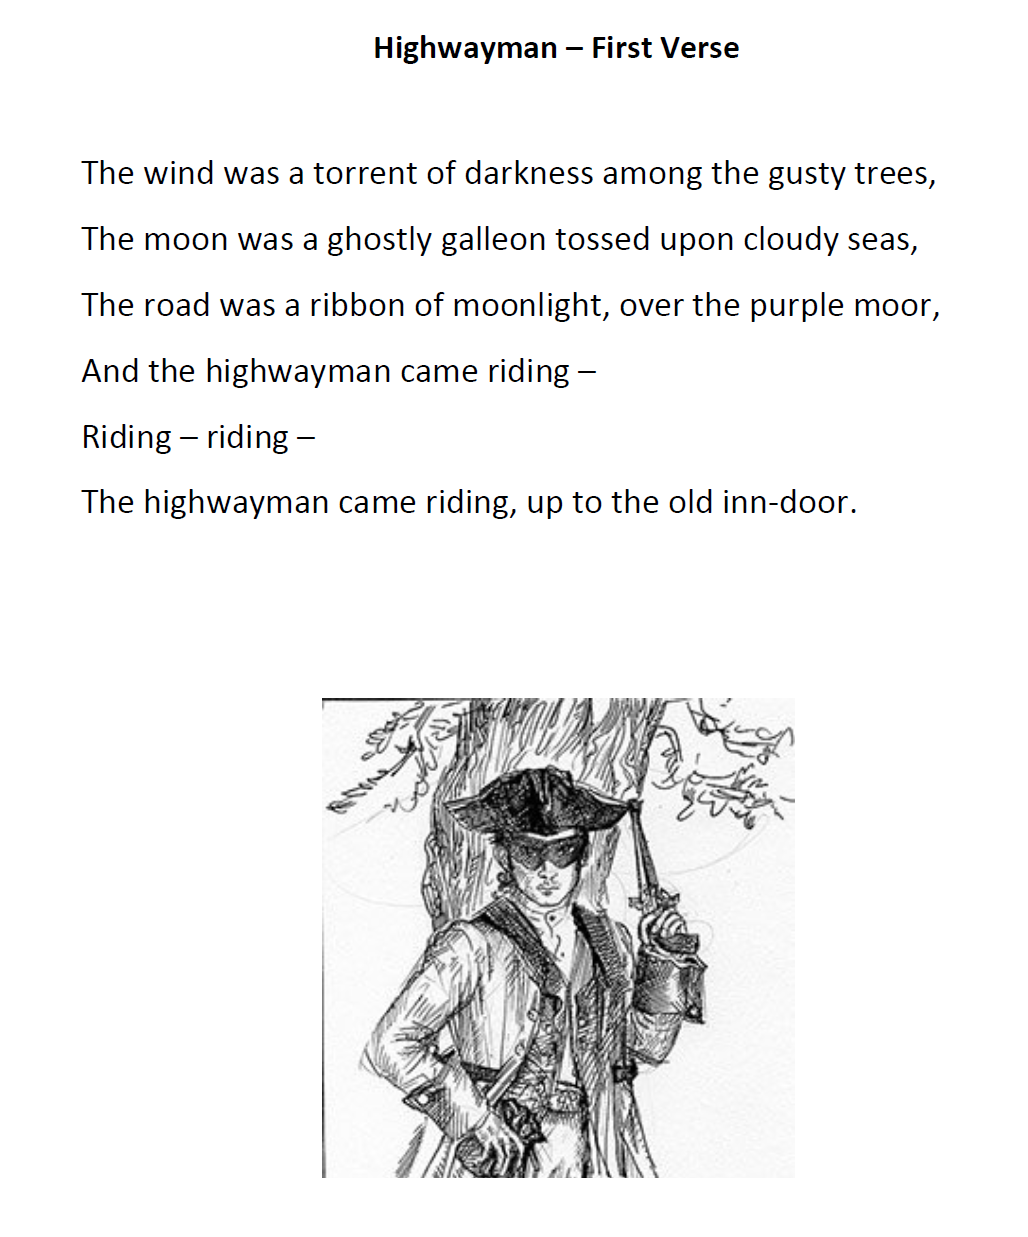 Highwayman – First Verse
The wind was a torrent of darkness among the gusty trees,
The moon was a ghostly galleon tossed upon cloudy seas,
The road was a ribbon of moonlight, over the purple moor,
And the highwayman came riding –
Riding – riding –
The highwayman came riding, up to the old inn-door.